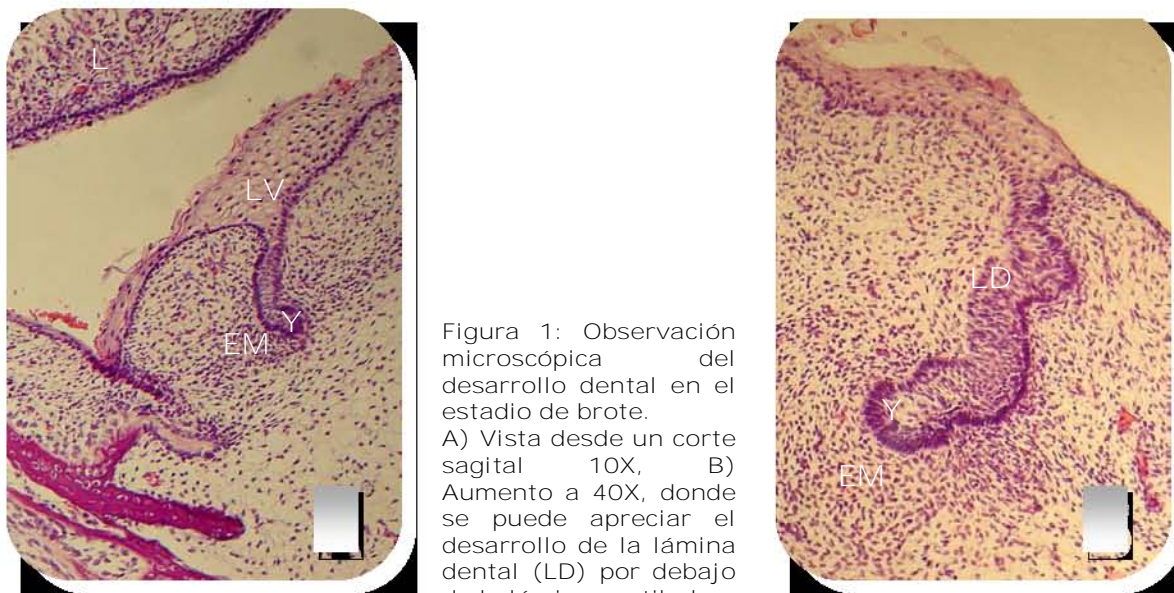 L
LV
Y
EM
LD
Y
EM
Figura 1: Observación
microscópica del
desarrollo dental en el
estadio de brote.
A) Vista desde un corte
sagital 10X, B)
Aumento a 40X, donde
se puede apreciar el
desarrollo de la lámina
dental (LD) por debajo